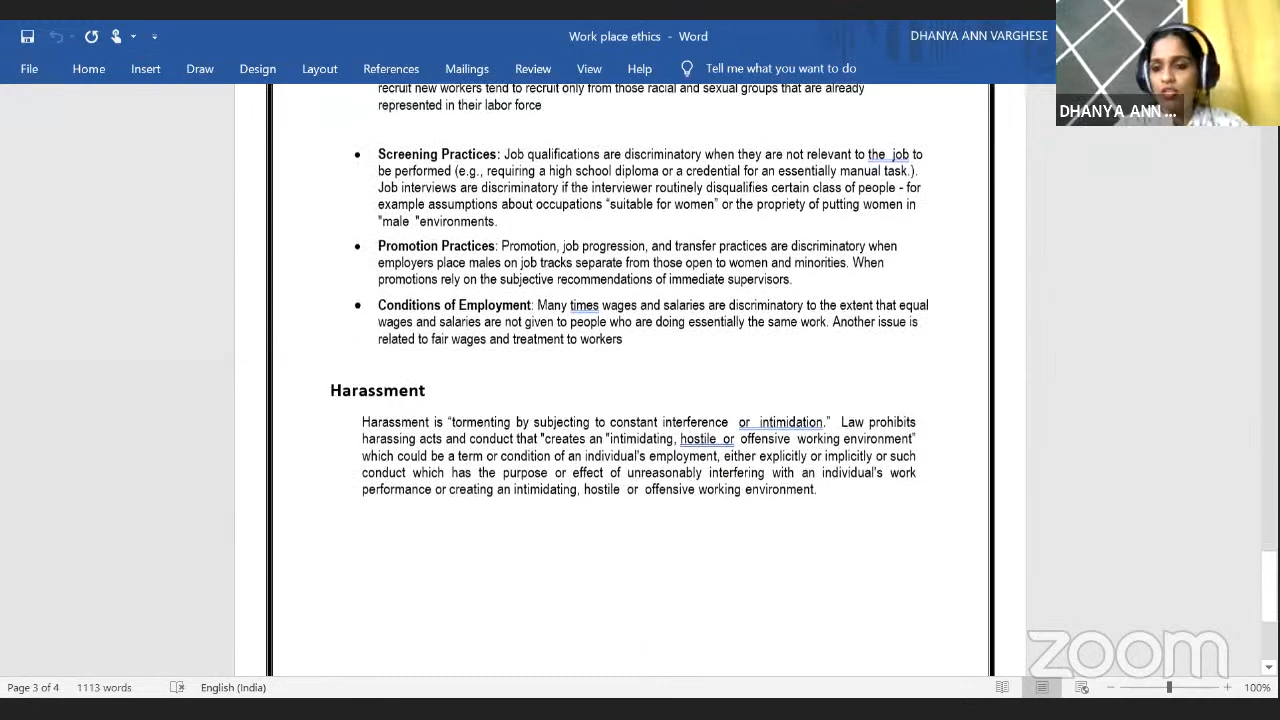 Work place ethics - Word
DHANYA ANN VARGHESE
File Home Insert Draw Design Layout References Mailings Review View Help Tell me what you want to do
DHANYA ANN ...
recruit new workers tend to recruit only from those racial and sexual groups that are already
represented in their labor force
• Screening Practices: Job qualifications are discriminatory when they are not relevant to the job to
be performed (e.g., requiring a high school diploma or a credential for an essentially manual task.).
Job interviews are discriminatory if the interviewer routinely disqualifies certain class of people - for
example assumptions about occupations “suitable for women” or the propriety of putting women in
"male "environments.
• Promotion Practices: Promotion, job progression, and transfer practices are discriminatory when
employers place males on job tracks separate from those open to women and minorities. When
promotions rely on the subjective recommendations of immediate supervisors.
• Conditions of Employment: Many times wages and salaries are discriminatory to the extent that equal
wages and salaries are not given to people who are doing essentially the same work. Another issue is
related to fair wages and treatment to workers
Harassment
Harassment is “tormenting by subjecting to constant interference or intimidation.” Law prohibits
harassing acts and conduct that "creates an "intimidating, hostile or offensive working environment”
which could be a term or condition of an individual's employment, either explicitly or implicitly or such
conduct which has the purpose or effect of unreasonably interfering with an individual's work
performance or creating an intimidating, hostile or offensive working environment.
zoom
Page 3 of 4 1113 words English (India) 100%